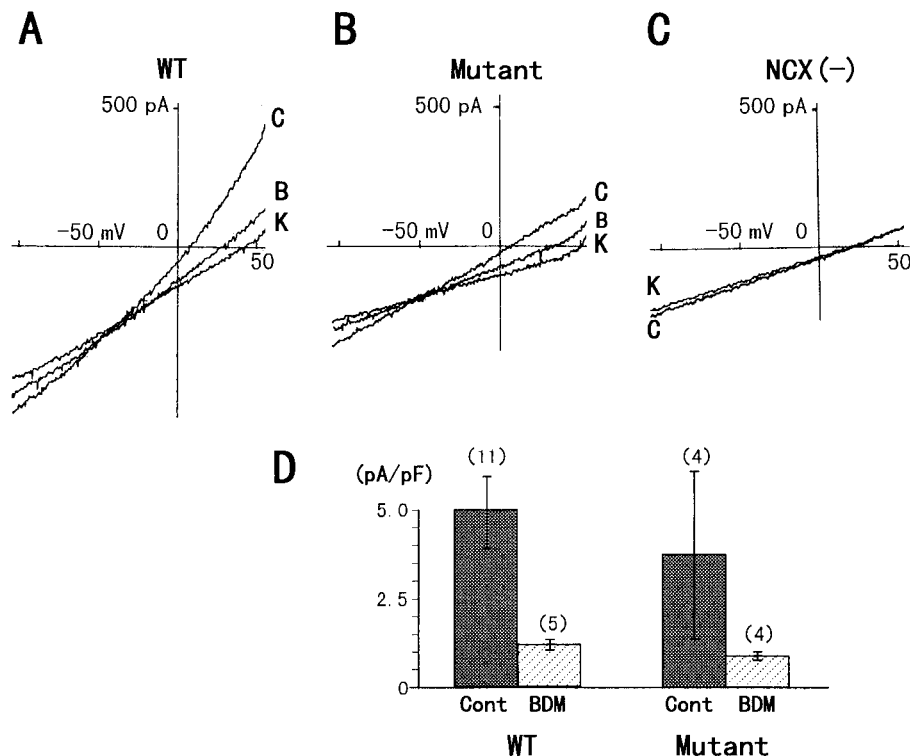 A
WT
500 pA
C
B
K
-50 mV
0
50
B
Mutant
500 pA
C
B
K
-50 mV
0
50
C
NCX (−)
500 pA
-50 mV
0
50
K
C
D
(pA/pF)
5.0
2.5
0
(11)
(5)
(4)
(4)
Cont BDM Cont BDM
WT Mutant